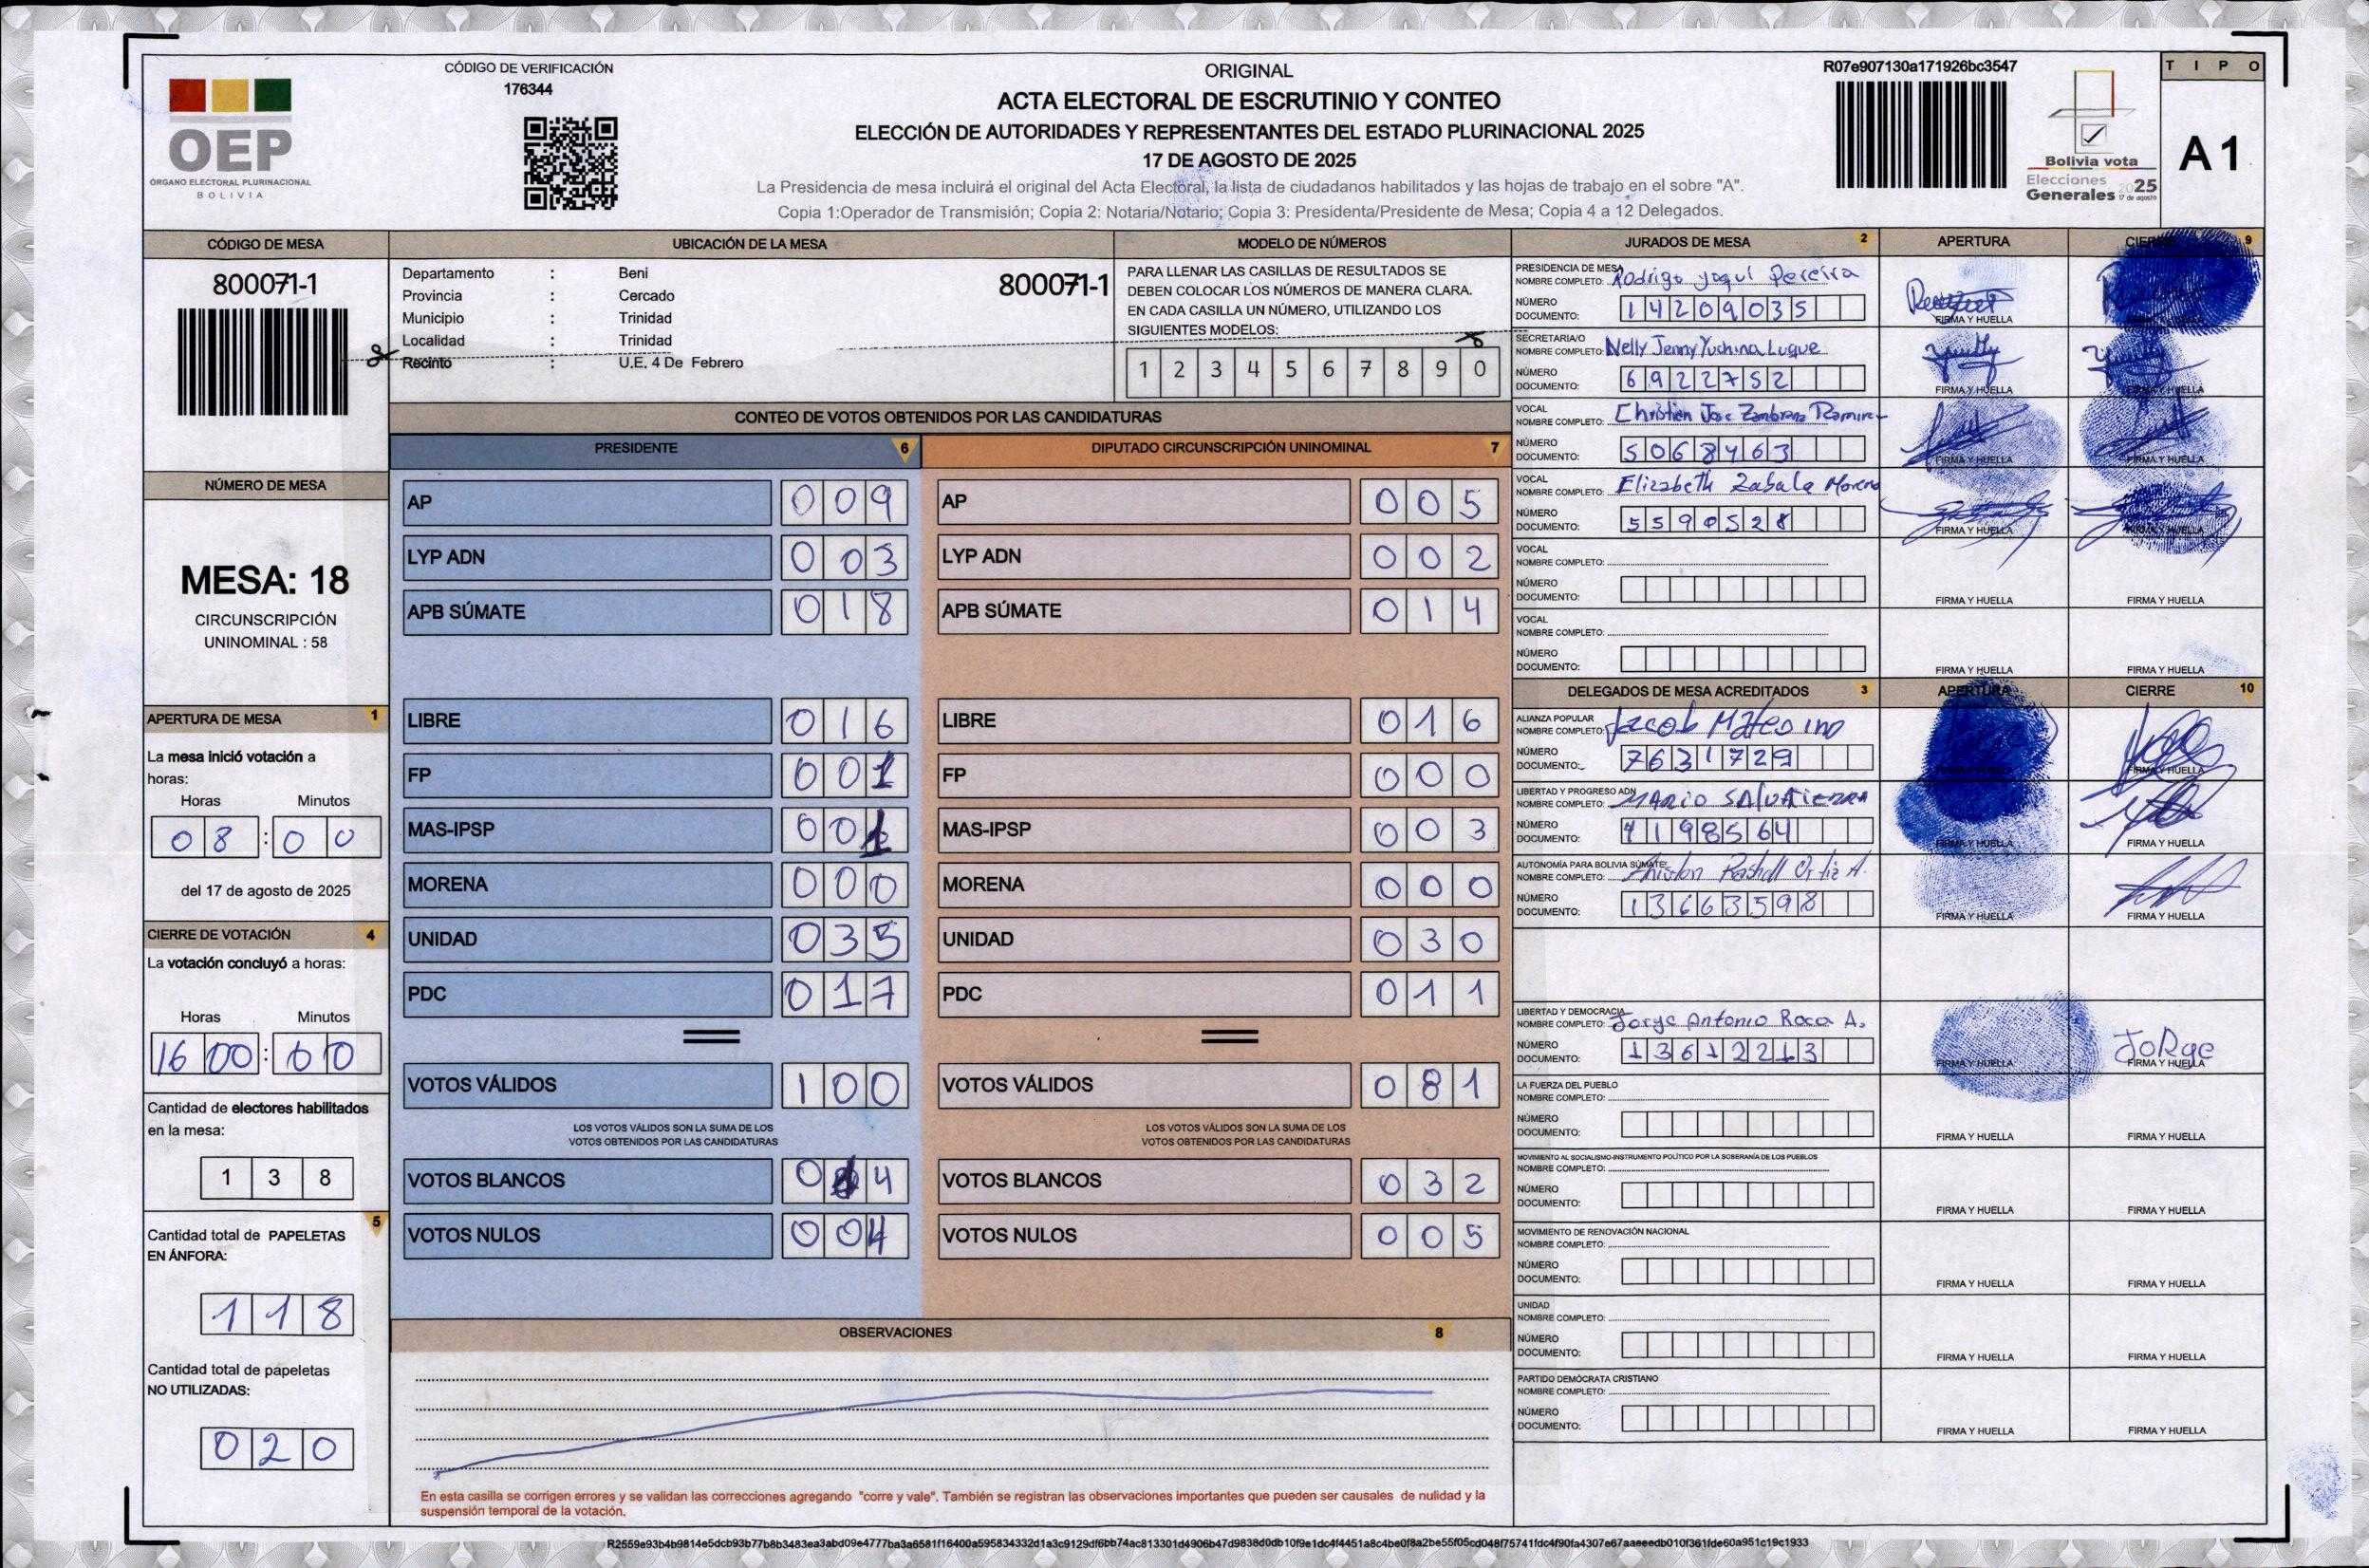 CÓDIGO DE VERIFICACIÓN
176344
OEP
ÓRGANO ELECTORAL PLURINACIONAL
BOLIVIA
ORIGINAL
ACTA ELECTORAL DE ESCRUTINIO Y CONTEO
ELECCIÓN DE AUTORIDADES Y REPRESENTANTES DEL ESTADO PLURINACIONAL 2025
17 DE AGOSTO DE 2025
La Presidencia de mesa incluirá el original del Acta Electoral, la lista de ciudadanos habilitados y las hojas de trabajo en el sobre "A".
Copia 1:Operador de Transmisión; Copia 2: Notaria/Notario; Copia 3: Presidenta/Presidente de Mesa; Copia 4 a 12 Delegados.
R07e907130a171926bc3547
Bolivia vota
Elecciones
Generales 2025
17 de agosto
TIPO
A1
CÓDIGO DE MESA
800071-1
NÚMERO DE MESA
MESA: 18
CIRCUNSCRIPCIÓN
UNINOMINAL : 58
APERTURA DE MESA 1
La mesa inició votación a
horas:
Horas Minutos
08:00
del 17 de agosto de 2025
CIERRE DE VOTACIÓN 4
La votación concluyó a horas:
Horas Minutos
16 00:00
Cantidad de electores habilitados
en la mesa:
138
5
Cantidad total de PAPELETAS
EN ÁNFORA:
118
Cantidad total de papeletas
NO UTILIZADAS:
020
UBICACIÓN DE LA MESA
Departamento : Beni
800071-1
Provincia : Cercado
Municipio : Trinidad
Localidad : Trinidad
Recinto : U.E. 4 De Febrero
MODELO DE NÚMEROS
PARA LLENAR LAS CASILLAS DE RESULTADOS SE
DEBEN COLOCAR LOS NÚMEROS DE MANERA CLARA.
EN CADA CASILLA UN NÚMERO, UTILIZANDO LOS
SIGUIENTES MODELOS:
1 2 3 4 5 6 7 8 9 0
CONTEO DE VOTOS OBTENIDOS POR LAS CANDIDATURAS
PRESIDENTE 6
AP 009
LYP ADN 003
APB SÚMATE 018
LIBRE 016
FP 001
MAS-IPSP 001
MORENA 000
UNIDAD 035
PDC 017
VOTOS VÁLIDOS 100
LOS VOTOS VÁLIDOS SON LA SUMA DE LOS
VOTOS OBTENIDOS POR LAS CANDIDATURAS
VOTOS BLANCOS
VOTOS NULOS 004
DIPUTADO CIRCUNSCRIPCIÓN UNINOMINAL 7
AP 005
LYP ADN 002
APB SÚMATE 014
LIBRE 016
FP 000
MAS-IPSP 003
MORENA 000
UNIDAD 030
PDC 011
VOTOS VÁLIDOS 081
LOS VOTOS VÁLIDOS SON LA SUMA DE LOS
VOTOS OBTENIDOS POR LAS CANDIDATURAS
VOTOS BLANCOS 032
VOTOS NULOS 005
OBSERVACIONES 8
En esta casilla se corrigen errores y se validan las correcciones agregando "corre y vale". También se registran las observaciones importantes que pueden ser causales de nulidad y la
suspensión temporal de la votación.
JURADOS DE MESA 2 APERTURA CIERRE 9
PRESIDENCIA DE MESA
NOMBRE COMPLETO: Rodrigo yaqui Pereira
NÚMERO
DOCUMENTO: 14209035
FIRMA Y HUELLA
SECRETARIA/O
NOMBRE COMPLETO: Nelly Jenny Yuchina Luque
NÚMERO
DOCUMENTO: 6922752
FIRMA Y HUELLA FIRMA Y HUELLA
VOCAL
NOMBRE COMPLETO: Christian Jose Zambrana Ramirez
NÚMERO
DOCUMENTO: 5068463
FIRMA Y HUELLA FIRMA Y HUELLA
VOCAL
NOMBRE COMPLETO: Elizabeth Zabala Moreno
NÚMERO
DOCUMENTO: 5590528
FIRMA Y HUELLA FIRMA Y HUELLA
VOCAL
NOMBRE COMPLETO:
NÚMERO
DOCUMENTO:
FIRMA Y HUELLA FIRMA Y HUELLA
VOCAL
NOMBRE COMPLETO:
NÚMERO
DOCUMENTO:
FIRMA Y HUELLA FIRMA Y HUELLA
DELEGADOS DE MESA ACREDITADOS 3 APERTURA CIERRE 10
ALIANZA POPULAR
NOMBRE COMPLETO: Jacob Mateo
NÚMERO
DOCUMENTO: 7631729
FIRMA Y HUELLA
LIBERTAD Y PROGRESO ADN
NOMBRE COMPLETO: MARIO SALVATIERRA
NÚMERO
DOCUMENTO: 4198564
FIRMA Y HUELLA FIRMA Y HUELLA
AUTONOMÍA PARA BOLIVIA SÚMATE
NOMBRE COMPLETO: Ortiz A.
NÚMERO
DOCUMENTO: 13663598
FIRMA Y HUELLA FIRMA Y HUELLA
LIBERTAD Y DEMOCRACIA
NOMBRE COMPLETO: Jorge Antonio Roca A.
NÚMERO
DOCUMENTO: 13612213
FIRMA Y HUELLA JoRge FIRMA Y HUELLA
LA FUERZA DEL PUEBLO
NOMBRE COMPLETO:
NÚMERO
DOCUMENTO:
FIRMA Y HUELLA FIRMA Y HUELLA
MOVIMIENTO AL SOCIALISMO-INSTRUMENTO POLÍTICO POR LA SOBERANÍA DE LOS PUEBLOS
NOMBRE COMPLETO:
NÚMERO
DOCUMENTO:
FIRMA Y HUELLA FIRMA Y HUELLA
MOVIMIENTO DE RENOVACIÓN NACIONAL
NOMBRE COMPLETO:
NÚMERO
DOCUMENTO:
FIRMA Y HUELLA FIRMA Y HUELLA
UNIDAD
NOMBRE COMPLETO:
NÚMERO
DOCUMENTO:
FIRMA Y HUELLA FIRMA Y HUELLA
PARTIDO DEMÓCRATA CRISTIANO
NOMBRE COMPLETO:
NÚMERO
DOCUMENTO:
FIRMA Y HUELLA FIRMA Y HUELLA